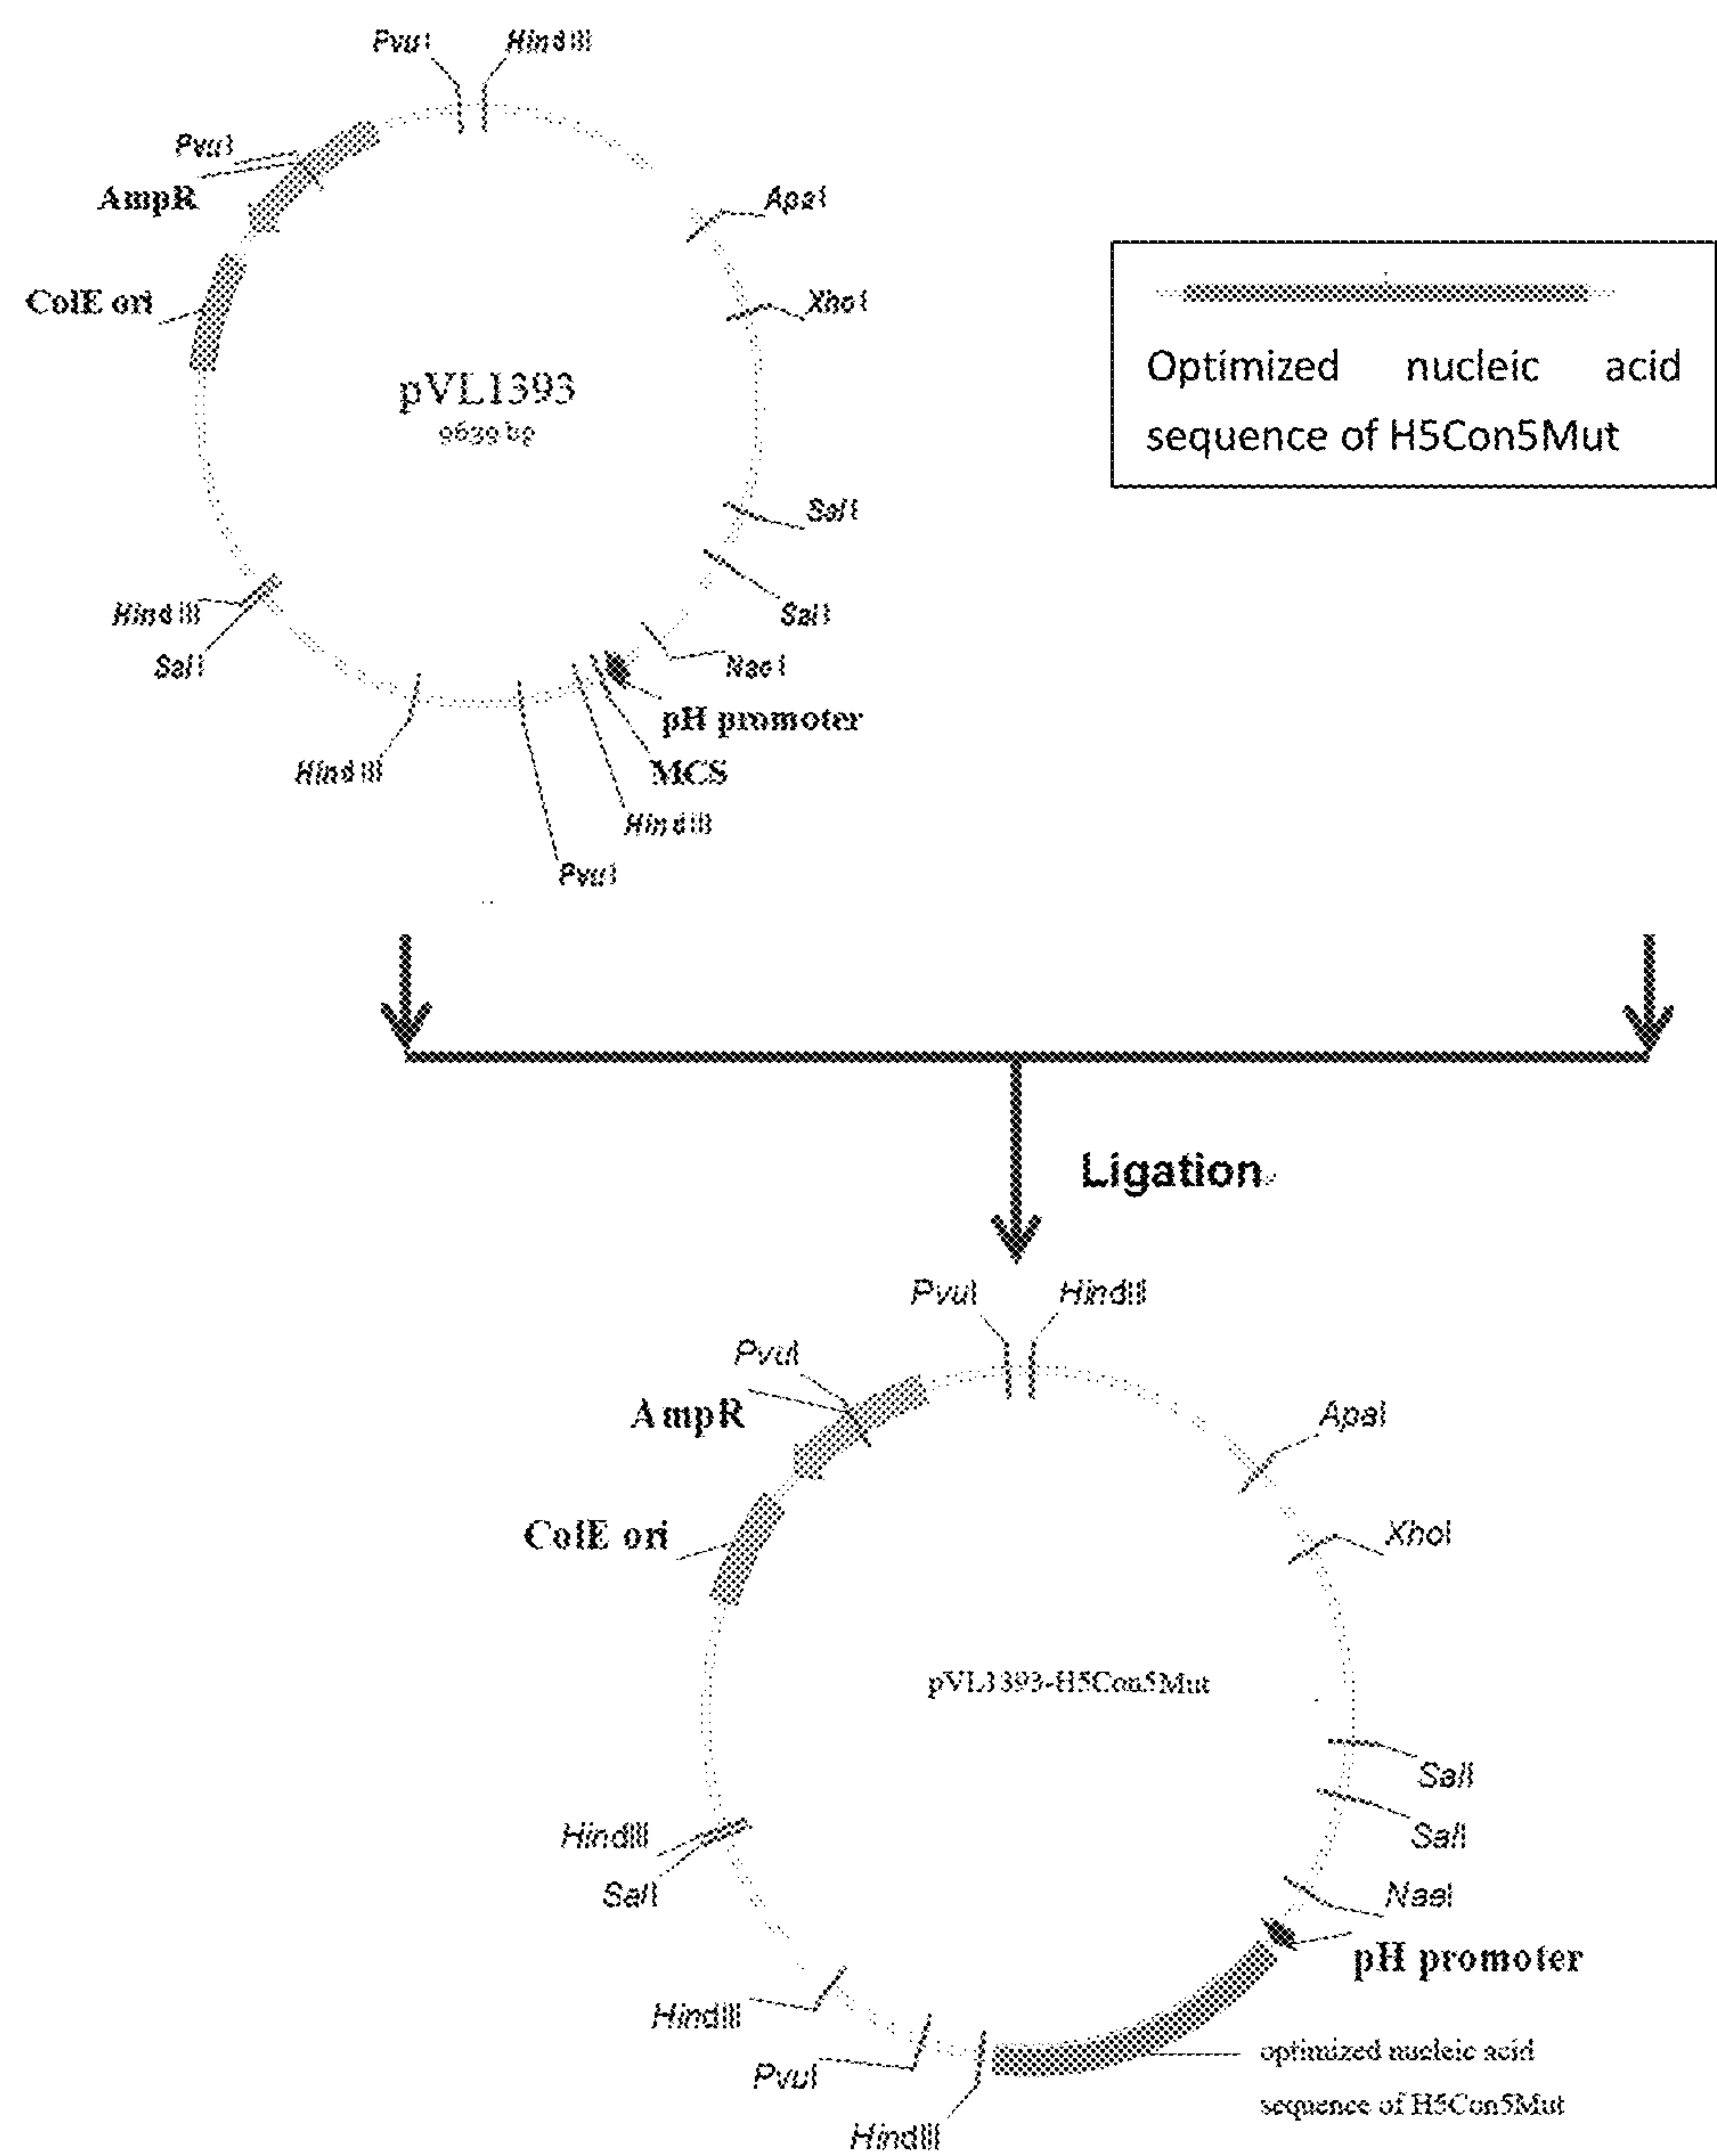 PvuI
HindIII
PvuI
AmpR
ApaI
ColE ori
XhoI
pVL1393
9639 bp
Optimized nucleic acid
sequence of H5Con5Mut
SalI
HindIII
SalI
SalI
NaeI
pH promoter
HindIII
MCS
HindIII
PvuI
Ligation
PvuI
HindIII
PvuI
AmpR
ApaI
ColE ori
XhoI
pVL1393-H5Con5Mut
SalI
HindIII
SalI
SalI
NaeI
pH promoter
HindIII
optimized nucleic acid
PvuI
sequence of H5Con5Mut
HindIII